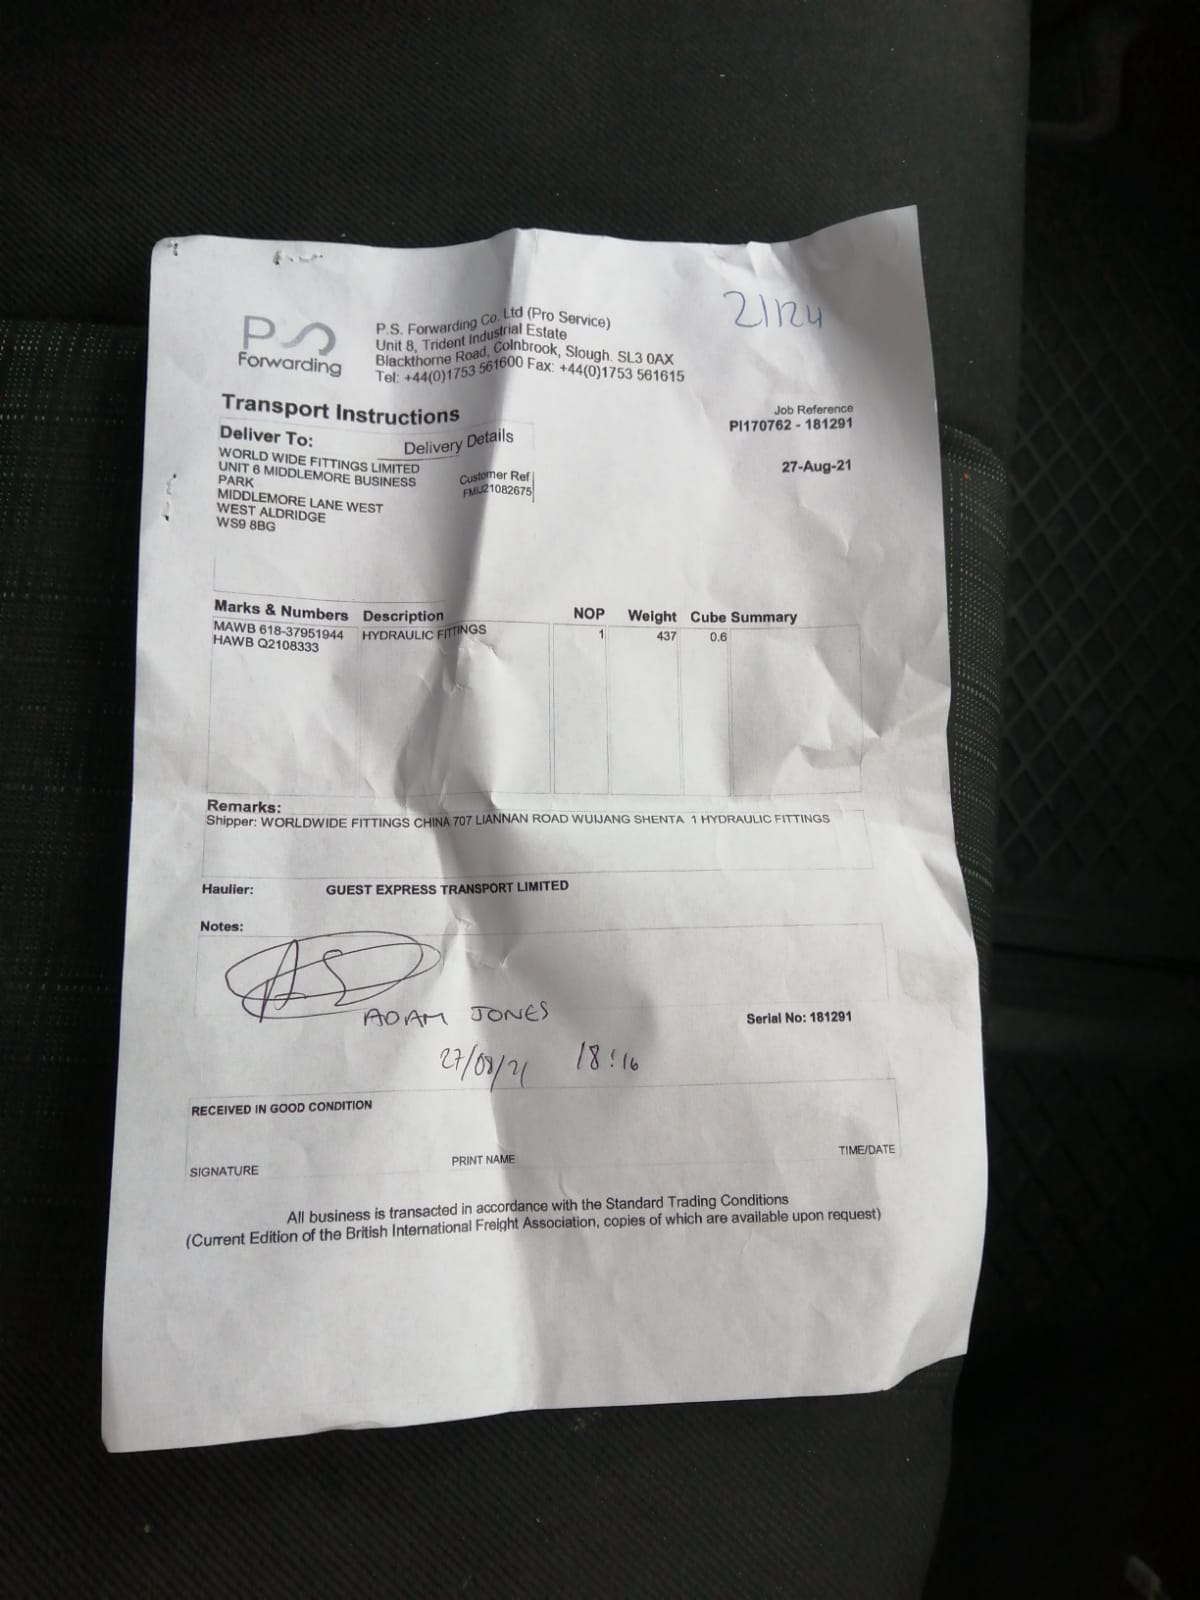 21124
PS
Forwarding
P.S. Forwarding Co. Ltd (Pro Service)
Unit 8, Trident Industrial Estate
Blackthorne Road, Colnbrook, Slough. SL3 0AX
Tel: +44(0)1753 561600 Fax: +44(0)1753 561615
Transport Instructions
Job Reference
PI170762 - 181291
27-Aug-21
Deliver To:
Delivery Details
WORLD WIDE FITTINGS LIMITED
UNIT 6 MIDDLEMORE BUSINESS
PARK
MIDDLEMORE LANE WEST
WEST ALDRIDGE
WS9 8BG
Customer Ref
FMU21082675
Marks & Numbers Description NOP Weight Cube Summary
MAWB 618-37951944 HYDRAULIC FITTINGS 1 437 0.6
HAWB Q2108333
Remarks:
Shipper: WORLDWIDE FITTINGS CHINA 707 LIANNAN ROAD WUIJANG SHENTA 1 HYDRAULIC FITTINGS
Haulier: GUEST EXPRESS TRANSPORT LIMITED
Notes:
ADAM JONES
Serial No: 181291
27/08/21 18:16
RECEIVED IN GOOD CONDITION
SIGNATURE PRINT NAME TIME/DATE
All business is transacted in accordance with the Standard Trading Conditions
(Current Edition of the British International Freight Association, copies of which are available upon request)